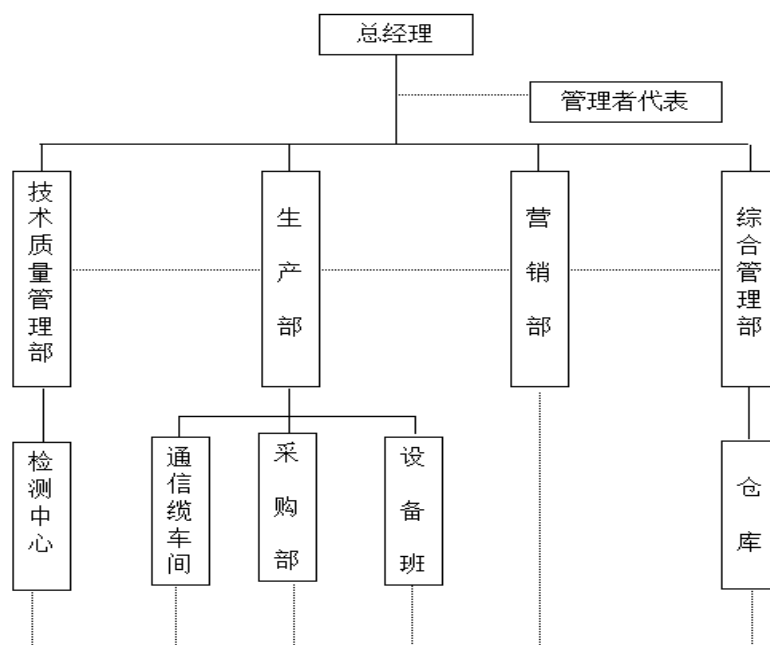 总经理
管理者代表
技术质量管理部
生产部
营销部
综合管理部
检测中心
通信缆车间
采购部
设备班
仓库